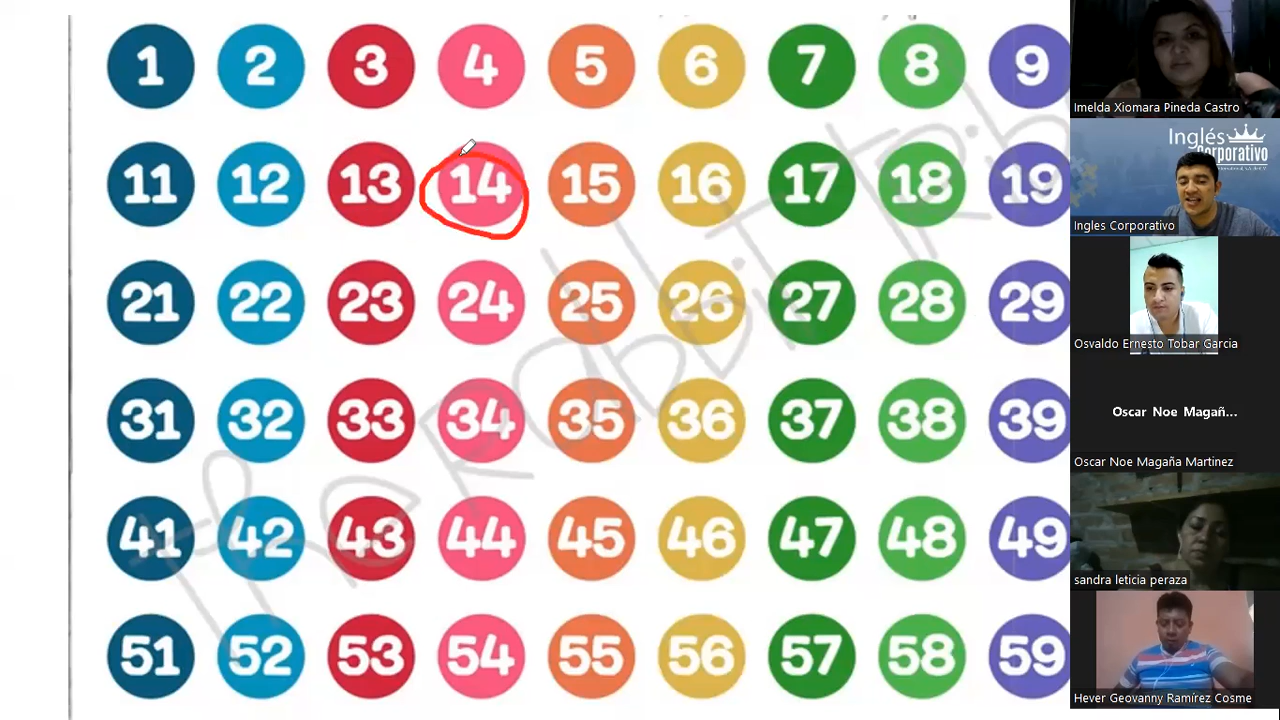 1 2 3 4 5 6 7 8 9
11 12 13 14 15 16 17 18 19
21 22 23 24 25 26 27 28 29
31 32 33 34 35 36 37 38 39
41 42 43 44 45 46 47 48 49
51 52 53 54 55 56 57 58 59
Imelda Xiomara Pineda Castro
Inglés
Corporativo
Ingles Corporativo
Osvaldo Ernesto Tobar Garcia
Oscar Noe Magañ...
Oscar Noe Magaña Martinez
sandra leticia peraza
Hever Geovanny Ramírez Cosme